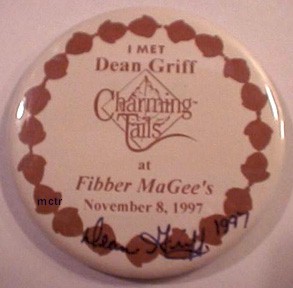 I MET
Dean Griff
Charming-
Tails
at
Fibber MaGee's
mctr
November 8, 1997
Dean Griff 1997